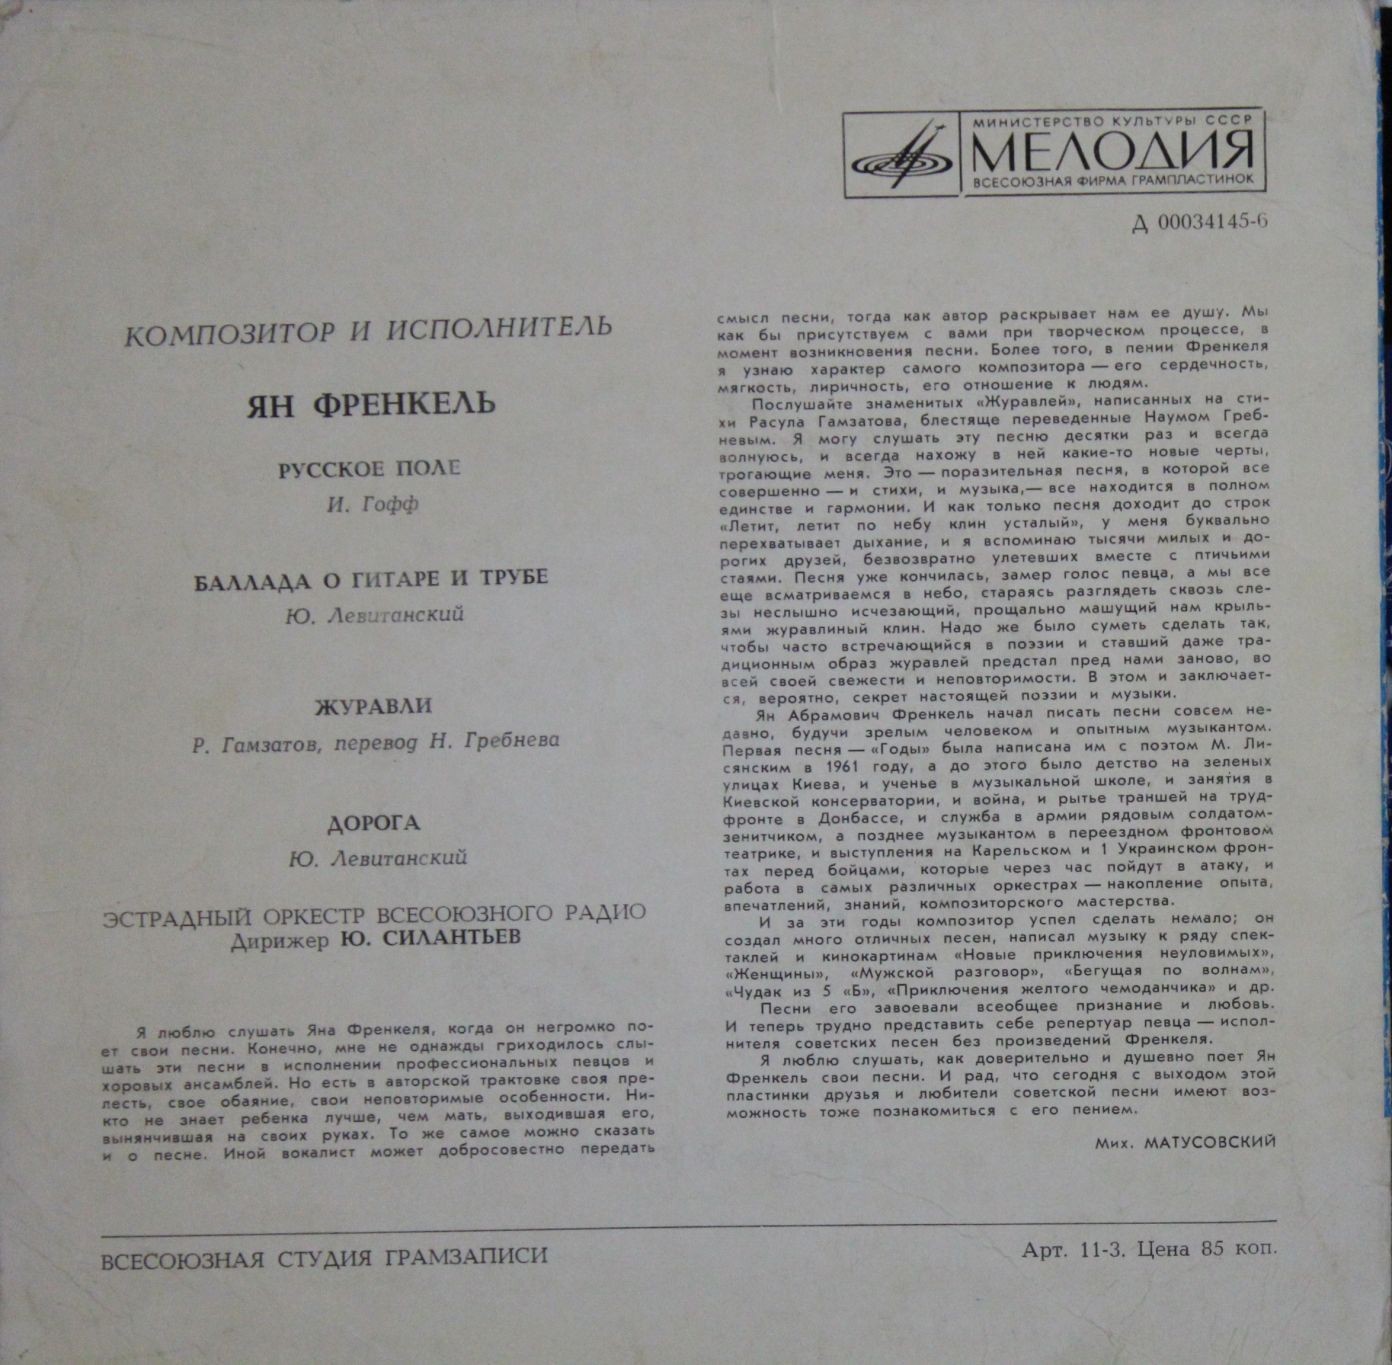 МИНИСТЕРСТВО КУЛЬТУРЫ СССР
МЕЛОДИЯ
ВСЕСОЮЗНАЯ ФИРМА ГРАМПЛАСТИНОК
Д 00034145-6
КОМПОЗИТОР И ИСПОЛНИТЕЛЬ
ЯН ФРЕНКЕЛЬ
РУССКОЕ ПОЛЕ
И. Гофф
БАЛЛАДА О ГИТАРЕ И ТРУБЕ
Ю. Левитанский
ЖУРАВЛИ
Р. Гамзатов, перевод Н. Гребнева
ДОРОГА
Ю. Левитанский
ЭСТРАДНЫЙ ОРКЕСТР ВСЕСОЮЗНОГО РАДИО
Дирижер Ю. СИЛАНТЬЕВ
Я люблю слушать Яна Френкеля, когда он негромко по-
ет свои песни. Конечно, мне не однажды гриходилось слы-
шать эти песни в исполнении профессиональных певцов и
хоровых ансамблей. Но есть в авторской трактовке своя пре-
лесть, свое обаяние, свои неповторимые особенности. Ни-
кто не знает ребенка лучше, чем мать, выходившая его,
вынянчившая на своих руках. То же самое можно сказать
и о песне. Иной вокалист может добросовестно передать
смысл песни, тогда как автор раскрывает нам ее душу. Мы
как бы присутствуем с вами при творческом процессе, в
момент возникновения песни. Более того, в пении Френкеля
я узнаю характер самого композитора — его сердечность,
мягкость, лиричность, его отношение к людям.
Послушайте знаменитых «Журавлей», написанных на сти-
хи Расула Гамзатова, блестяще переведенные Наумом Греб-
невым. Я могу слушать эту песню десятки раз и всегда
волнуюсь, и всегда нахожу в ней какие-то новые черты,
трогающие меня. Это — поразительная песня, в которой все
совершенно — и стихи, и музыка,— все находится в полном
единстве и гармонии. И как только песня доходит до строк
«Летит, летит по небу клин усталый», у меня буквально
перехватывает дыхание, и я вспоминаю тысячи милых и до-
рогих друзей, безвозвратно улетевших вместе с птичьими
стаями. Песня уже кончилась, замер голос певца, а мы все
еще всматриваемся в небо, стараясь разглядеть сквозь сле-
зы неслышно исчезающий, прощально машущий нам крыль-
ями журавлиный клин. Надо же было суметь сделать так,
чтобы часто встречающийся в поэзии и ставший даже тра-
диционным образ журавлей предстал пред нами заново, во
всей своей свежести и неповторимости. В этом и заключает-
ся, вероятно, секрет настоящей поэзии и музыки.
Ян Абрамович Френкель начал писать песни совсем не-
давно, будучи зрелым человеком и опытным музыкантом.
Первая песня — «Годы» была написана им с поэтом М. Ли-
сянским в 1961 году, а до этого было детство на зеленых
улицах Киева, и ученье в музыкальной школе, и занятия в
Киевской консерватории, и война, и рытье траншей на труд-
фронте в Донбассе, и служба в армии рядовым солдатом-
зенитчиком, а позднее музыкантом в переездном фронтовом
театрике, и выступления на Карельском и 1 Украинском фрон-
тах перед бойцами, которые через час пойдут в атаку, и
работа в самых различных оркестрах — накопление опыта,
впечатлений, знаний, композиторского мастерства.
И за эти годы композитор успел сделать немало; он
создал много отличных песен, написал музыку к ряду спек-
таклей и кинокартинам «Новые приключения неуловимых»,
«Женщины», «Мужской разговор», «Бегущая по волнам»,
«Чудак из 5 «Б», «Приключения желтого чемоданчика» и др.
Песни его завоевали всеобщее признание и любовь.
И теперь трудно представить себе репертуар певца — испол-
нителя советских песен без произведений Френкеля.
Я люблю слушать, как доверительно и душевно поет Ян
Френкель свои песни. И рад, что сегодня с выходом этой
пластинки друзья и любители советской песни имеют воз-
можность тоже познакомиться с его пением.
Мих. МАТУСОВСКИЙ
ВСЕСОЮЗНАЯ СТУДИЯ ГРАМЗАПИСИ
Арт. 11-3. Цена 85 коп.